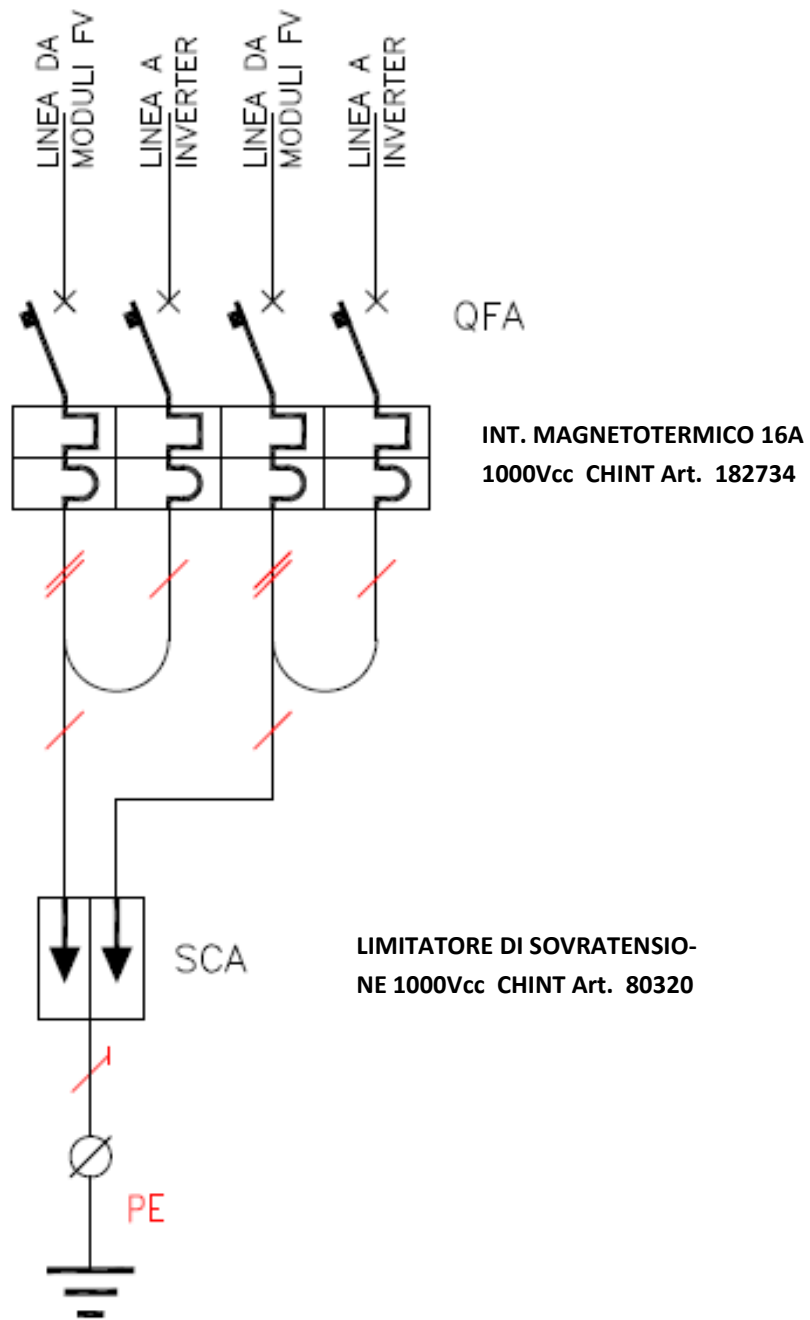 LINEA DA
MODULI FV
LINEA A
INVERTER
LINEA DA
MODULI FV
LINEA A
INVERTER
QFA
INT. MAGNETOTERMICO 16A
1000Vcc CHINT Art. 182734
SCA
LIMITATORE DI SOVRATENSIO-
NE 1000Vcc CHINT Art. 80320
PE